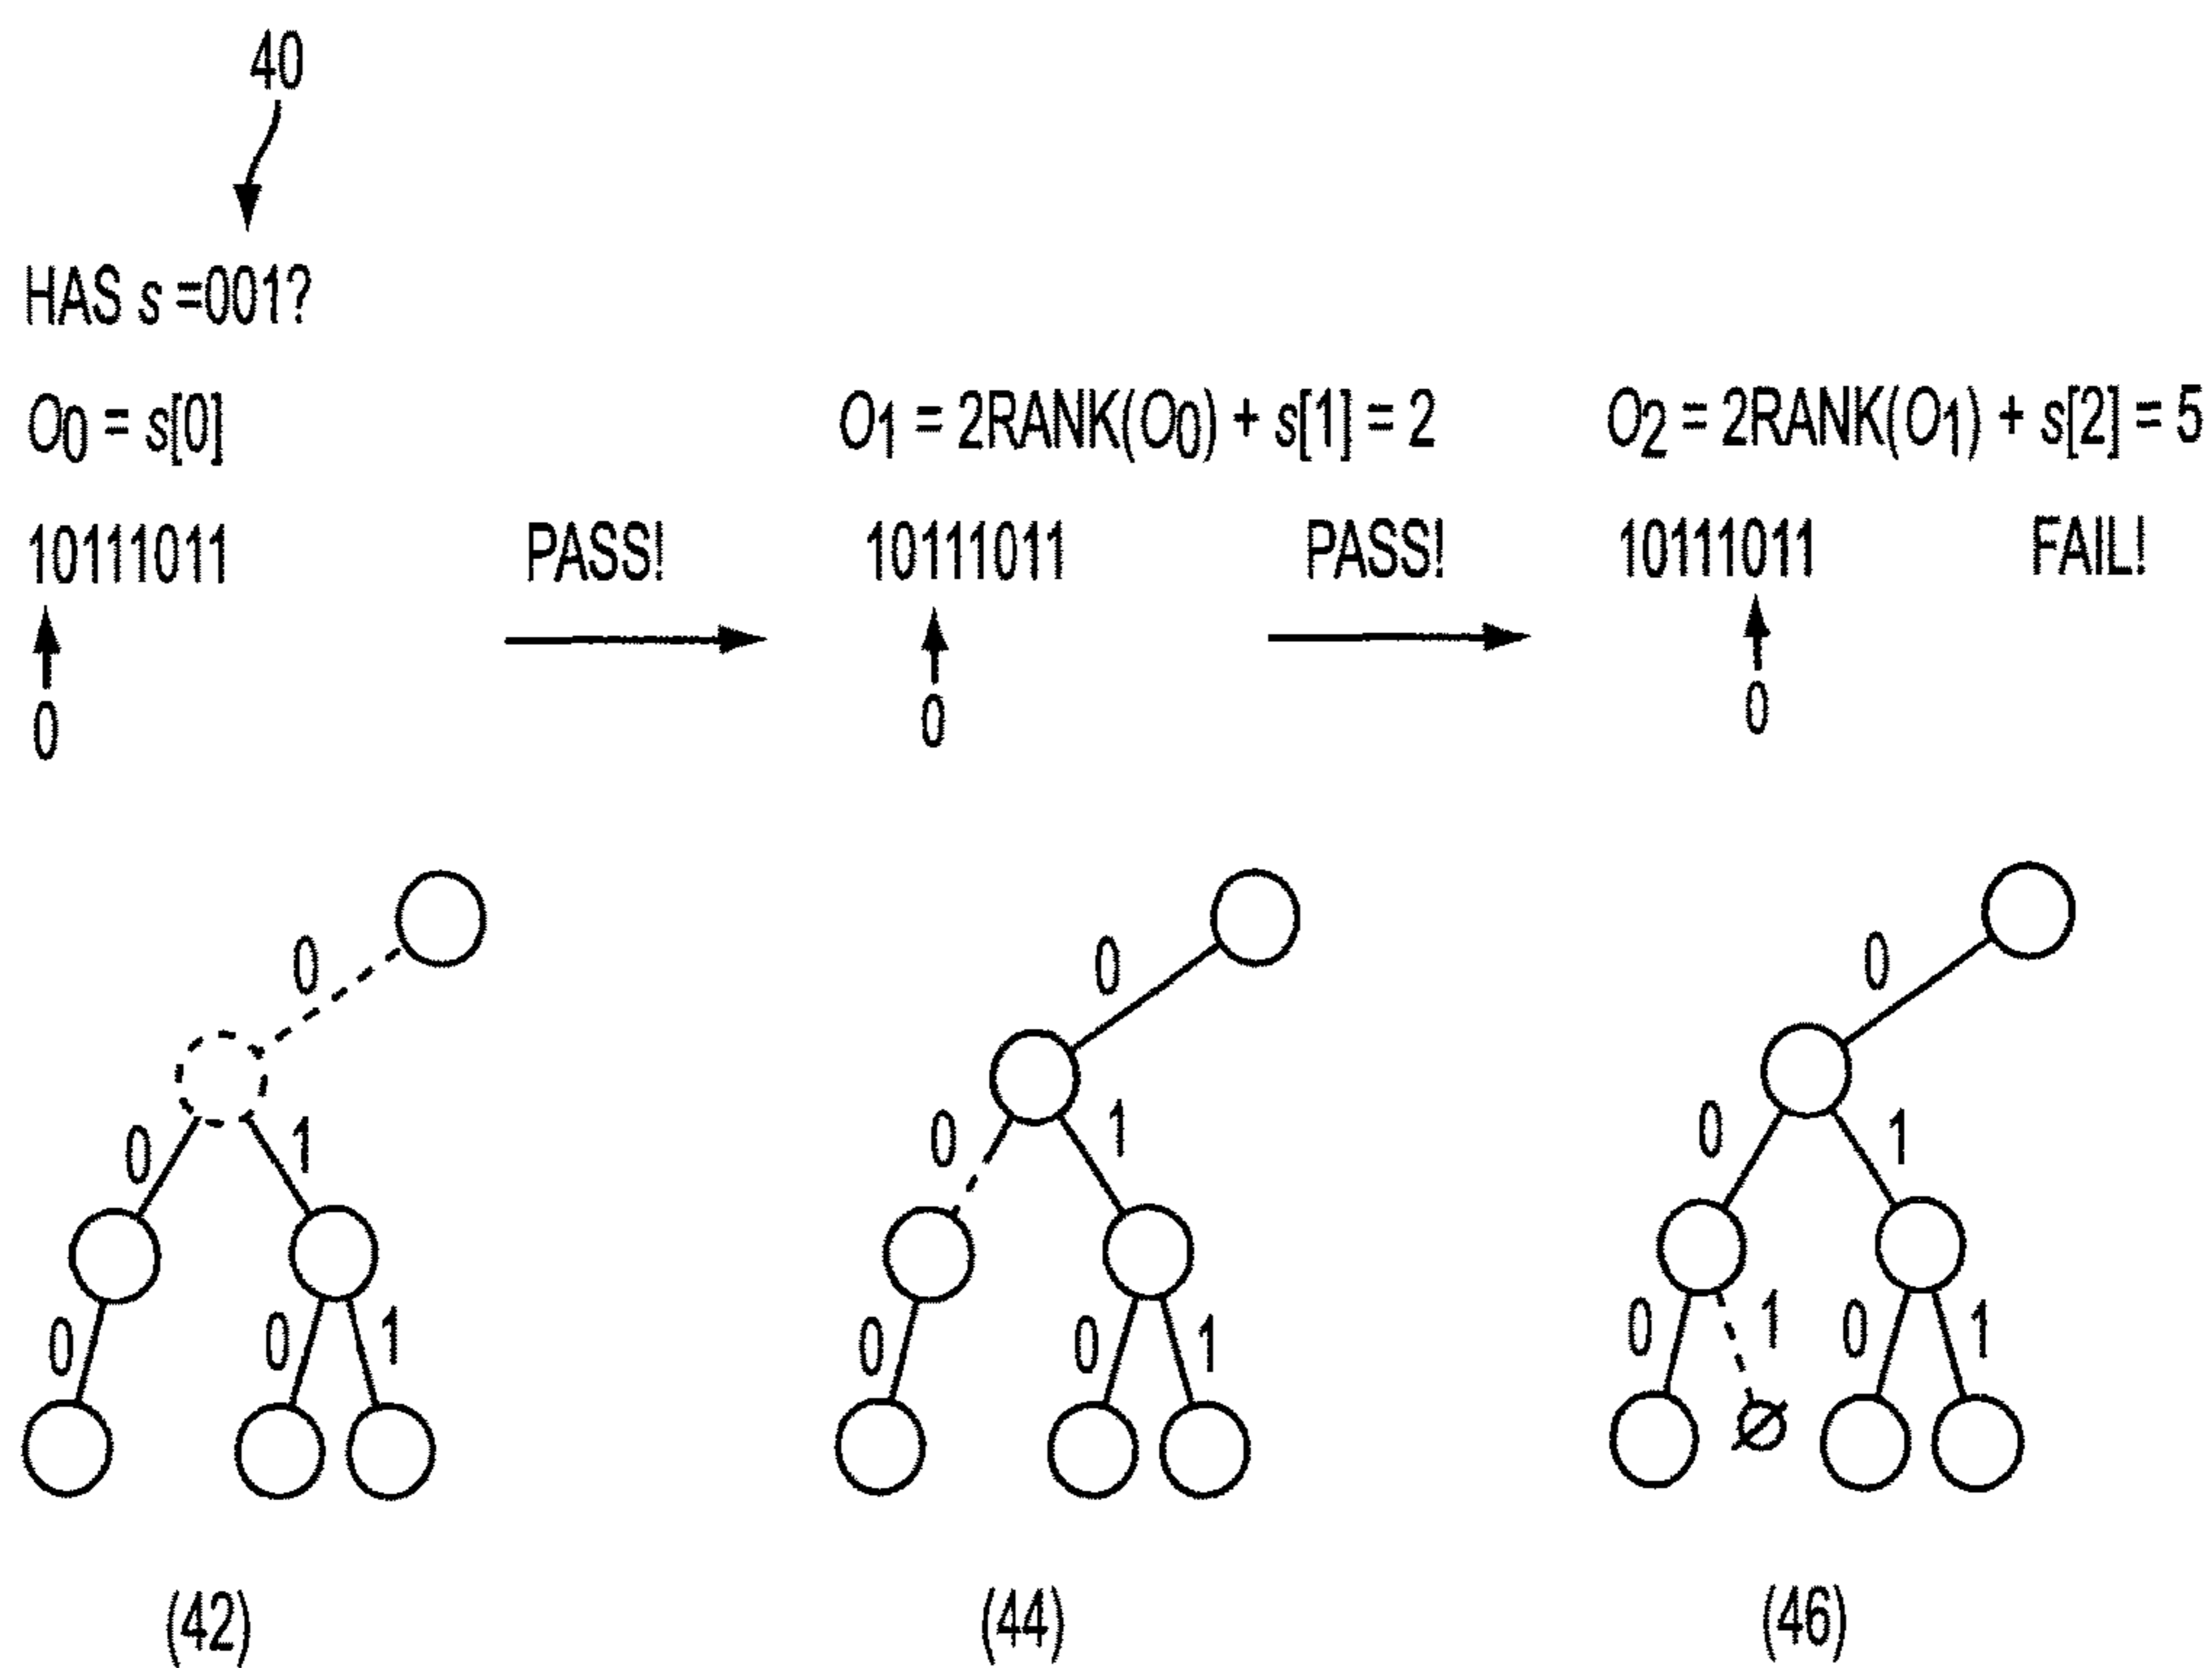 40
HAS s =001?
O0 = s[0]
O1 = 2RANK(O0) + s[1] = 2
O2 = 2RANK(O1) + s[2] = 5
10111011
PASS!
10111011
PASS!
10111011
FAIL!
0
0
0
0
0
0
0 1
0 1
0 1
0 0 1
0 0 1
0 1 0 1
(42)
(44)
(46)